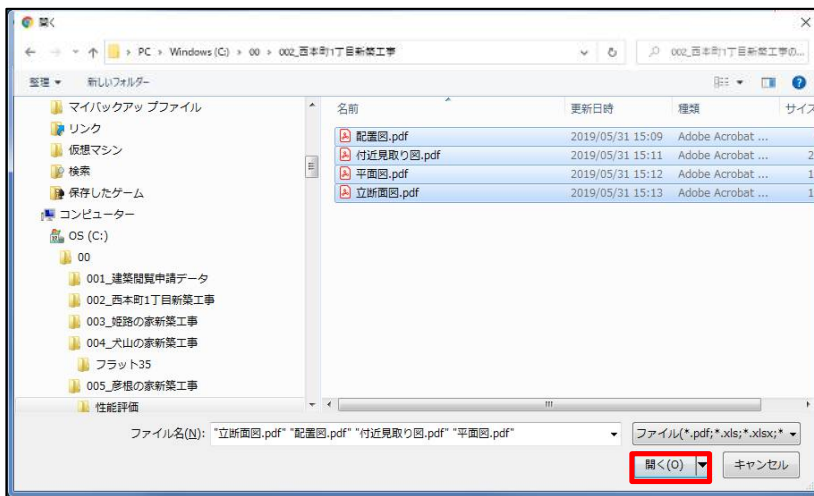 開く
PC › Windows (C:) › 00 › 002_西本町1丁目新築工事
002_西本町1丁目新築工事の...
整理 新しいフォルダー
名前 更新日時 種類 サイズ
配置図.pdf 2019/05/31 15:09 Adobe Acrobat ...
付近見取り図.pdf 2019/05/31 15:11 Adobe Acrobat ... 2
平面図.pdf 2019/05/31 15:12 Adobe Acrobat ... 1
立断面図.pdf 2019/05/31 15:13 Adobe Acrobat ... 1
マイバックアップ プファイル
リンク
仮想マシン
検索
保存したゲーム
コンピューター
OS (C:)
00
001_建築閲覧申請データ
002_西本町1丁目新築工事
003_姫路の家新築工事
004_犬山の家新築工事
フラット35
005_彦根の家新築工事
性能評価
ファイル名(N): "立断面図.pdf" "配置図.pdf" "付近見取り図.pdf" "平面図.pdf"
ファイル(*.pdf;*.xls;*.xlsx;*
開く(O) キャンセル